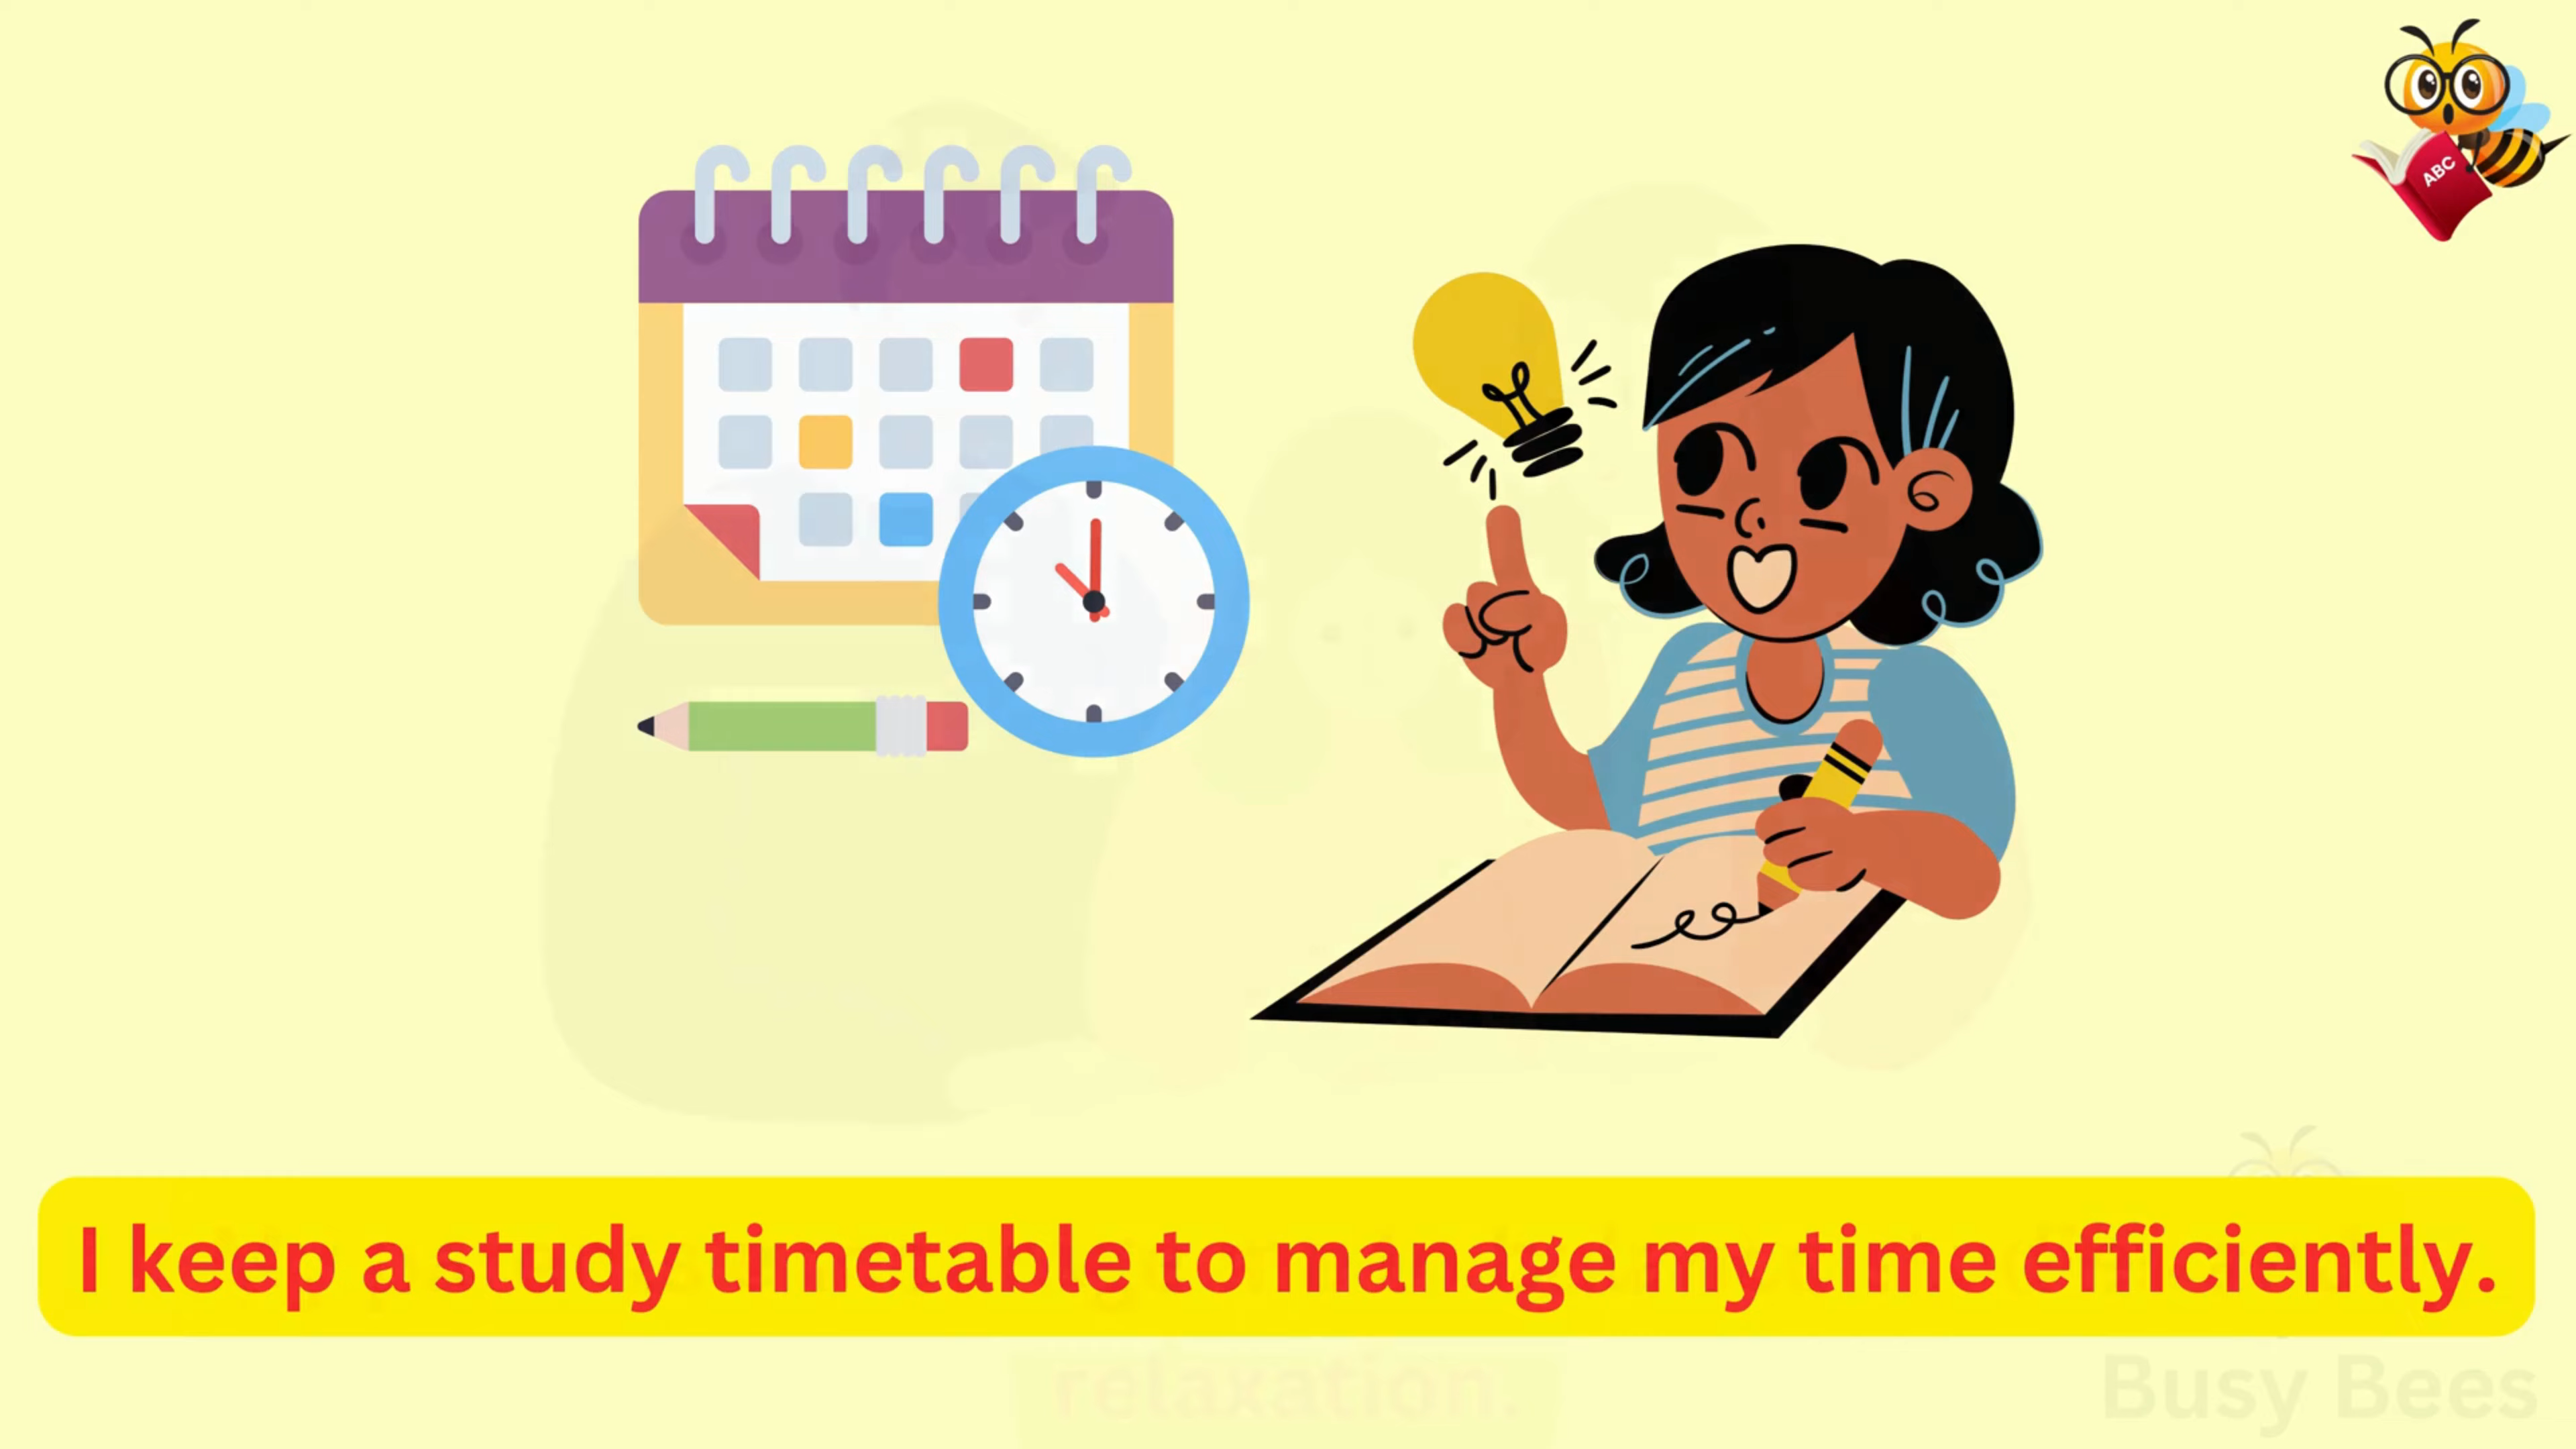 ABC
I keep a study timetable to manage my time efficiently.
relaxation.
Busy Bees